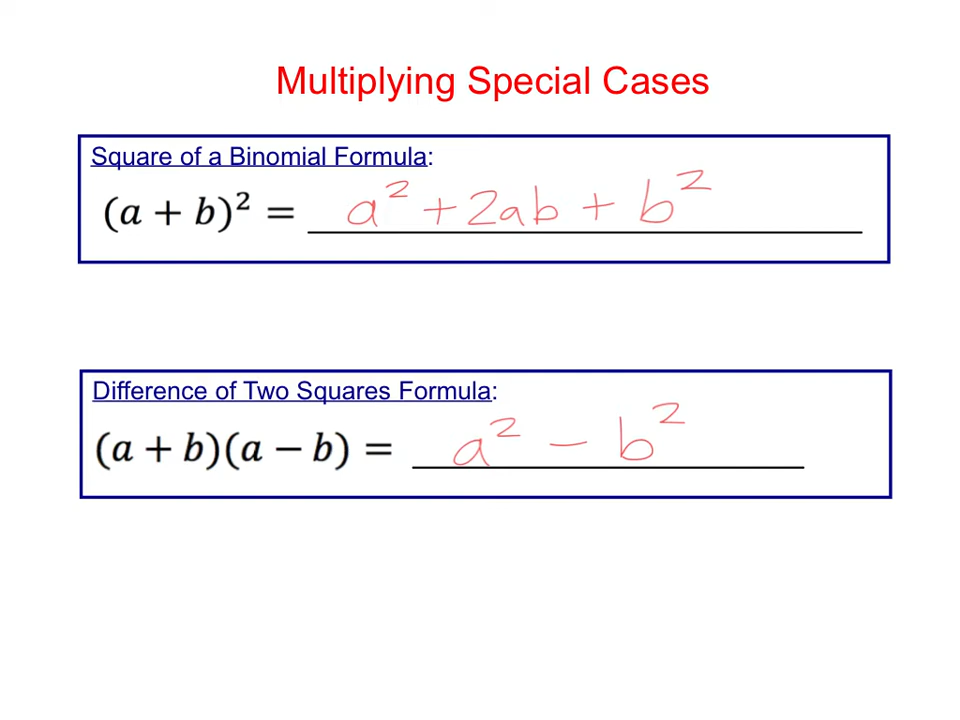 Multiplying Special Cases
Square of a Binomial Formula:
(a + b)² = a² + 2ab + b²
Difference of Two Squares Formula:
(a + b)(a − b) = a² − b²